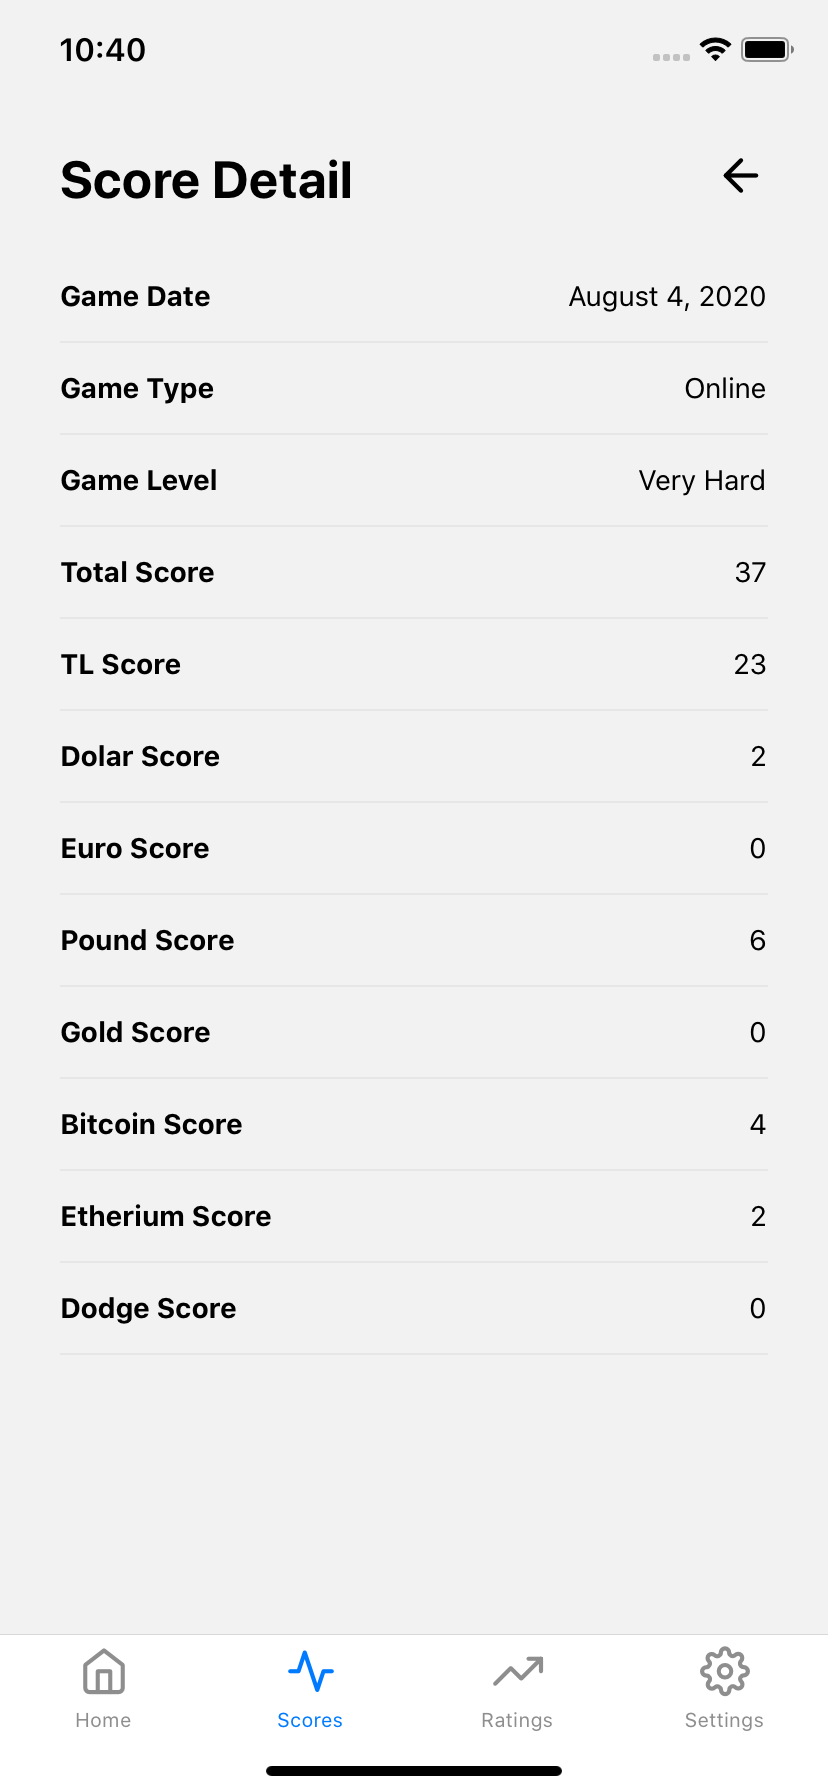 10:40
Score Detail
Game Date August 4, 2020
Game Type Online
Game Level Very Hard
Total Score 37
TL Score 23
Dolar Score 2
Euro Score 0
Pound Score 6
Gold Score 0
Bitcoin Score 4
Etherium Score 2
Dodge Score 0
Home Scores Ratings Settings